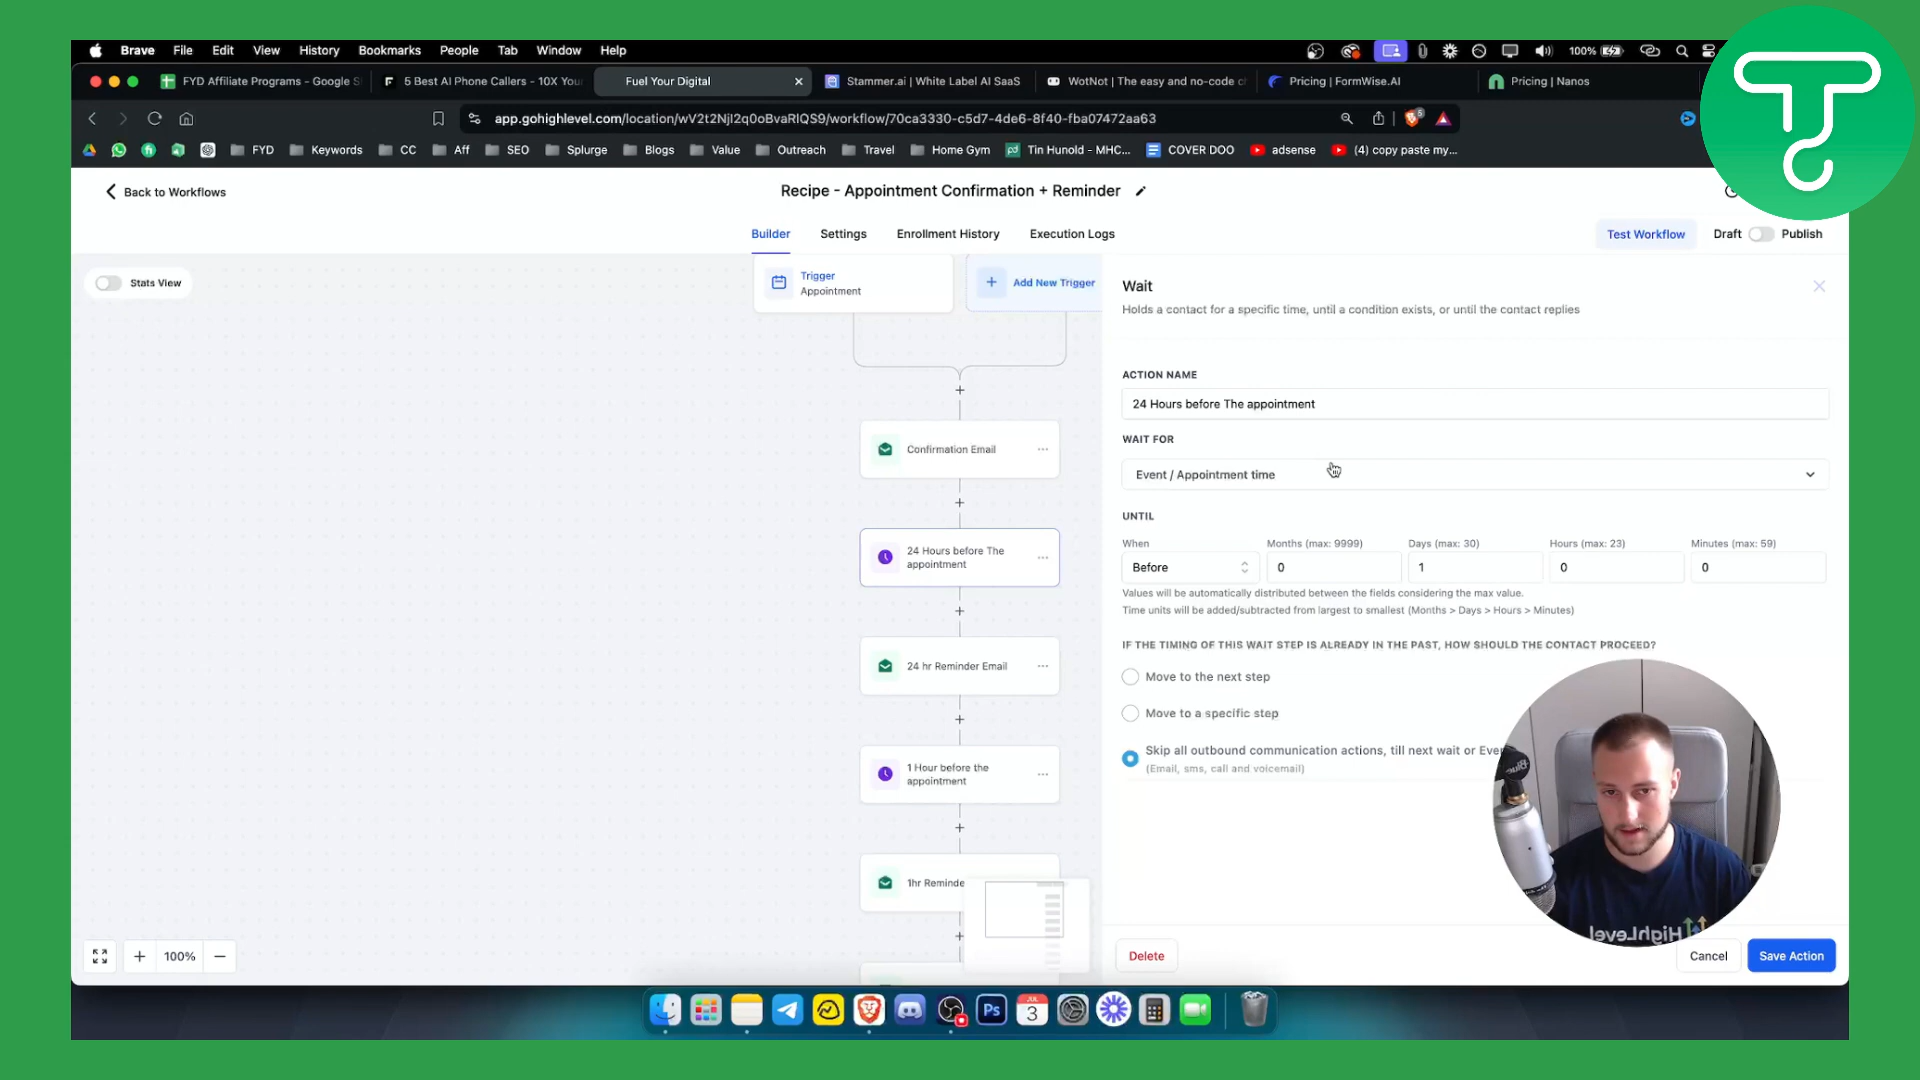 Brave File Edit View History Bookmarks People Tab Window Help 100%
FYD Affiliate Programs - Google S
5 Best AI Phone Callers - 10X You
Fuel Your Digital
Stammer.ai | White Label AI SaaS
WotNot | The easy and no-code c
Pricing | FormWise.AI
Pricing | Nanos
app.gohighlevel.com/location/wV2t2NjI2q0oBvaRIQS9/workflow/70ca3330-c5d7-4de6-8f40-fba07472aa63
FYD Keywords CC Aff SEO Splurge Blogs Value Outreach Travel Home Gym Tin Hunold - MHC... COVER DOO adsense (4) copy paste my...
Back to Workflows
Recipe - Appointment Confirmation + Reminder
Builder Settings Enrollment History Execution Logs
Test Workflow Draft Publish
Stats View
Trigger
Appointment
Add New Trigger
Confirmation Email
24 Hours before The
appointment
24 hr Reminder Email
1 Hour before the
appointment
1hr Reminde
100%
Wait
Holds a contact for a specific time, until a condition exists, or until the contact replies
ACTION NAME
24 Hours before The appointment
WAIT FOR
Event / Appointment time
UNTIL
When Months (max: 9999) Days (max: 30) Hours (max: 23) Minutes (max: 59)
Before 0 1 0 0
Values will be automatically distributed between the fields considering the max value.
Time units will be added/subtracted from largest to smallest (Months > Days > Hours > Minutes)
IF THE TIMING OF THIS WAIT STEP IS ALREADY IN THE PAST, HOW SHOULD THE CONTACT PROCEED?
Move to the next step
Move to a specific step
Skip all outbound communication actions, till next wait or Eve
(Email, sms, call and voicemail)
Blue
HighLevel
Delete Cancel Save Action
Ps
JUL
3